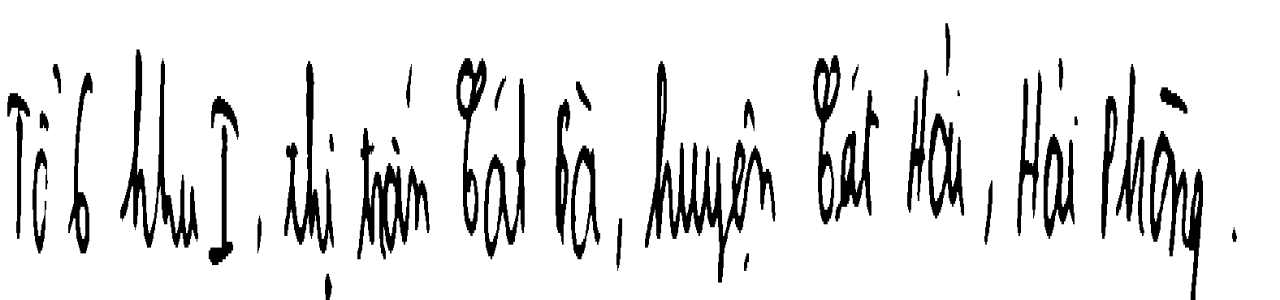 Tổ 6 khu I, thị trấn Cát Bà, huyện Cát Hải, Hải Phòng.